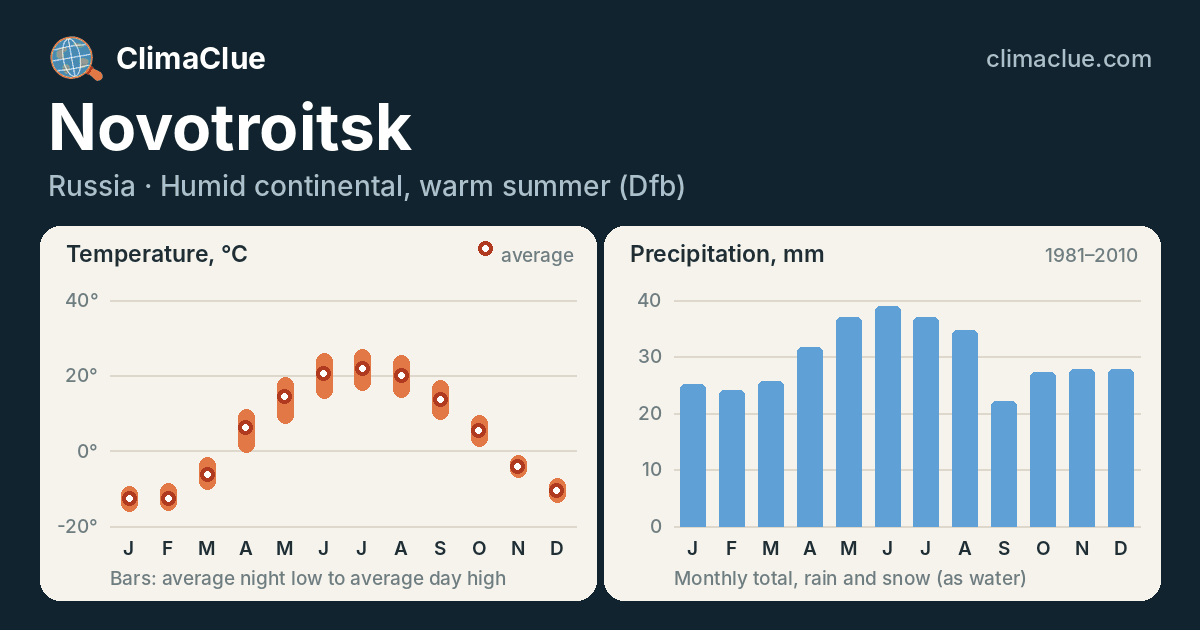 ClimaClue
climaclue.com
Novotroitsk
Russia · Humid continental, warm summer (Dfb)
Temperature, °C
average
40°
20°
0°
-20°
J F M A M J J A S O N D
Bars: average night low to average day high
Precipitation, mm
1981–2010
40
30
20
10
0
J F M A M J J A S O N D
Monthly total, rain and snow (as water)